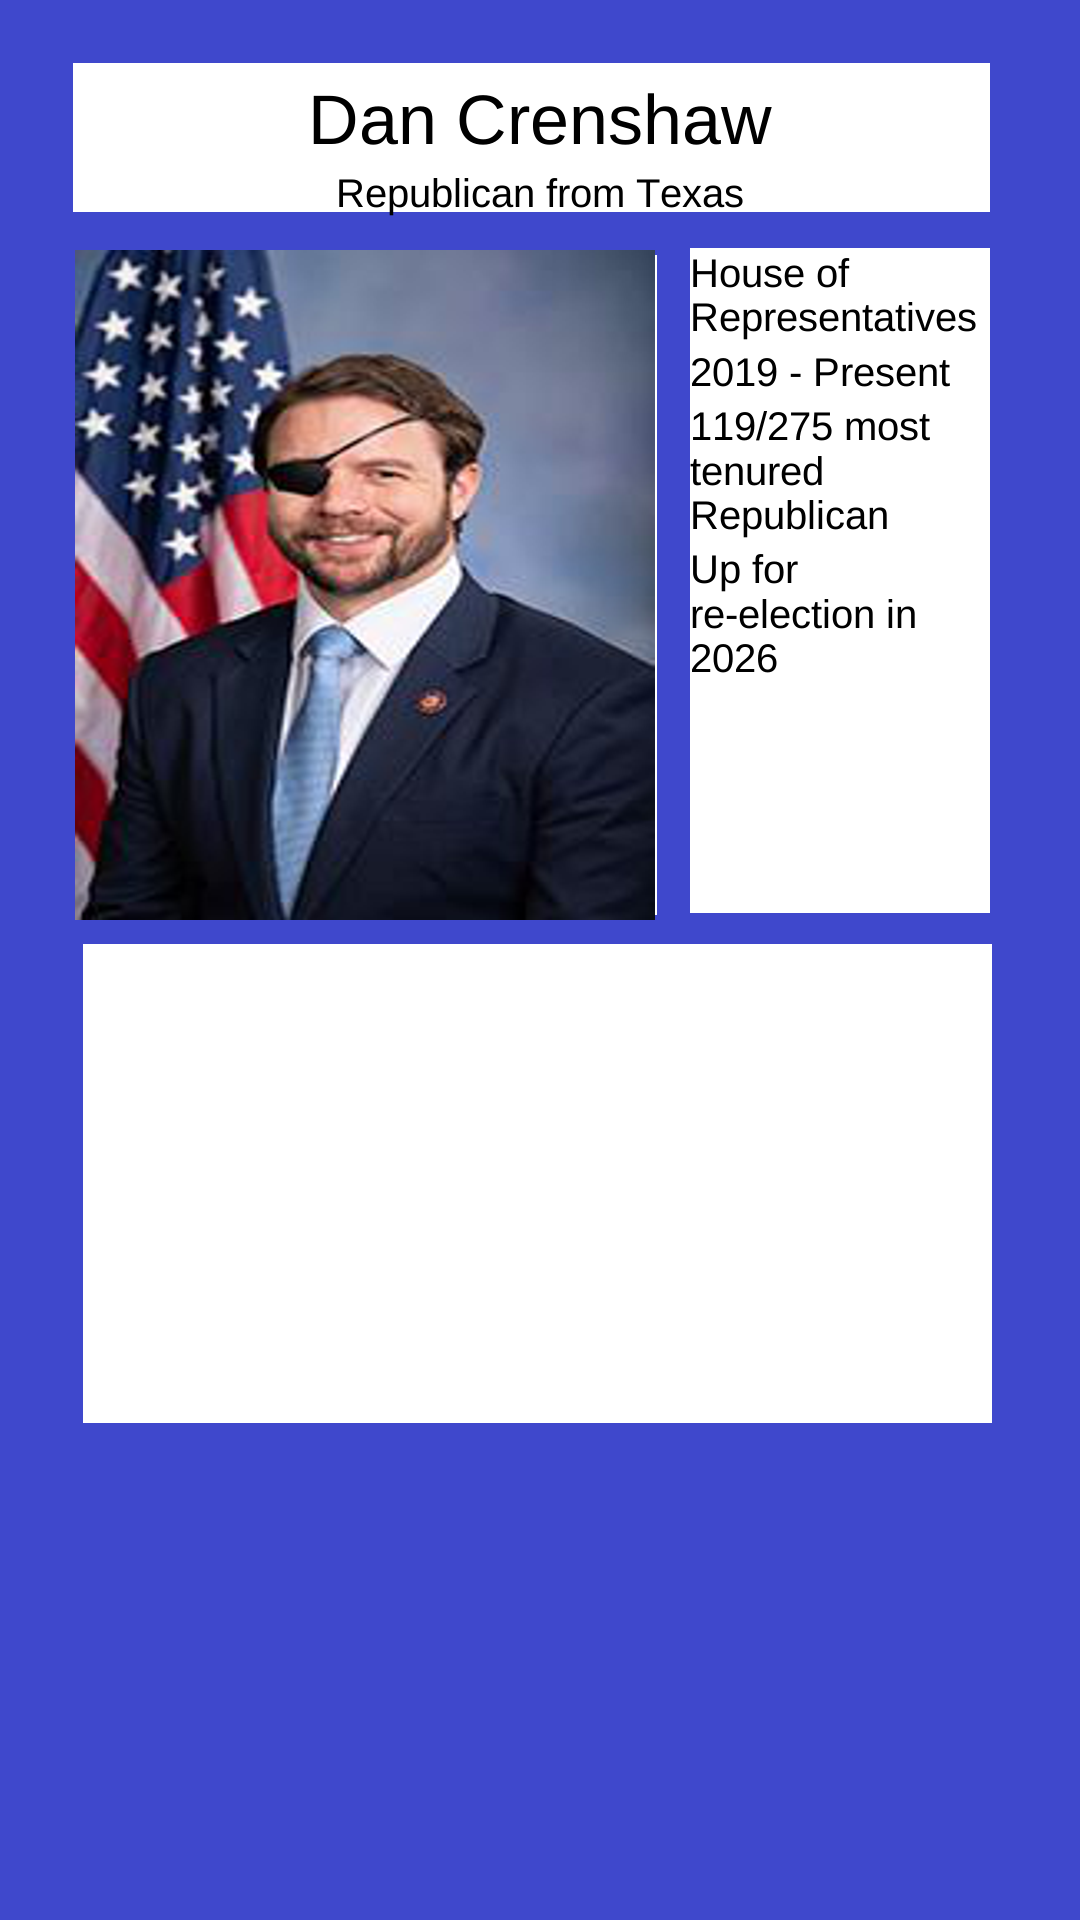 Dan Crenshaw
Republican from Texas
House of
Representatives
2019 - Present
119/275 most
tenured
Republican
Up for
re-election in
2026